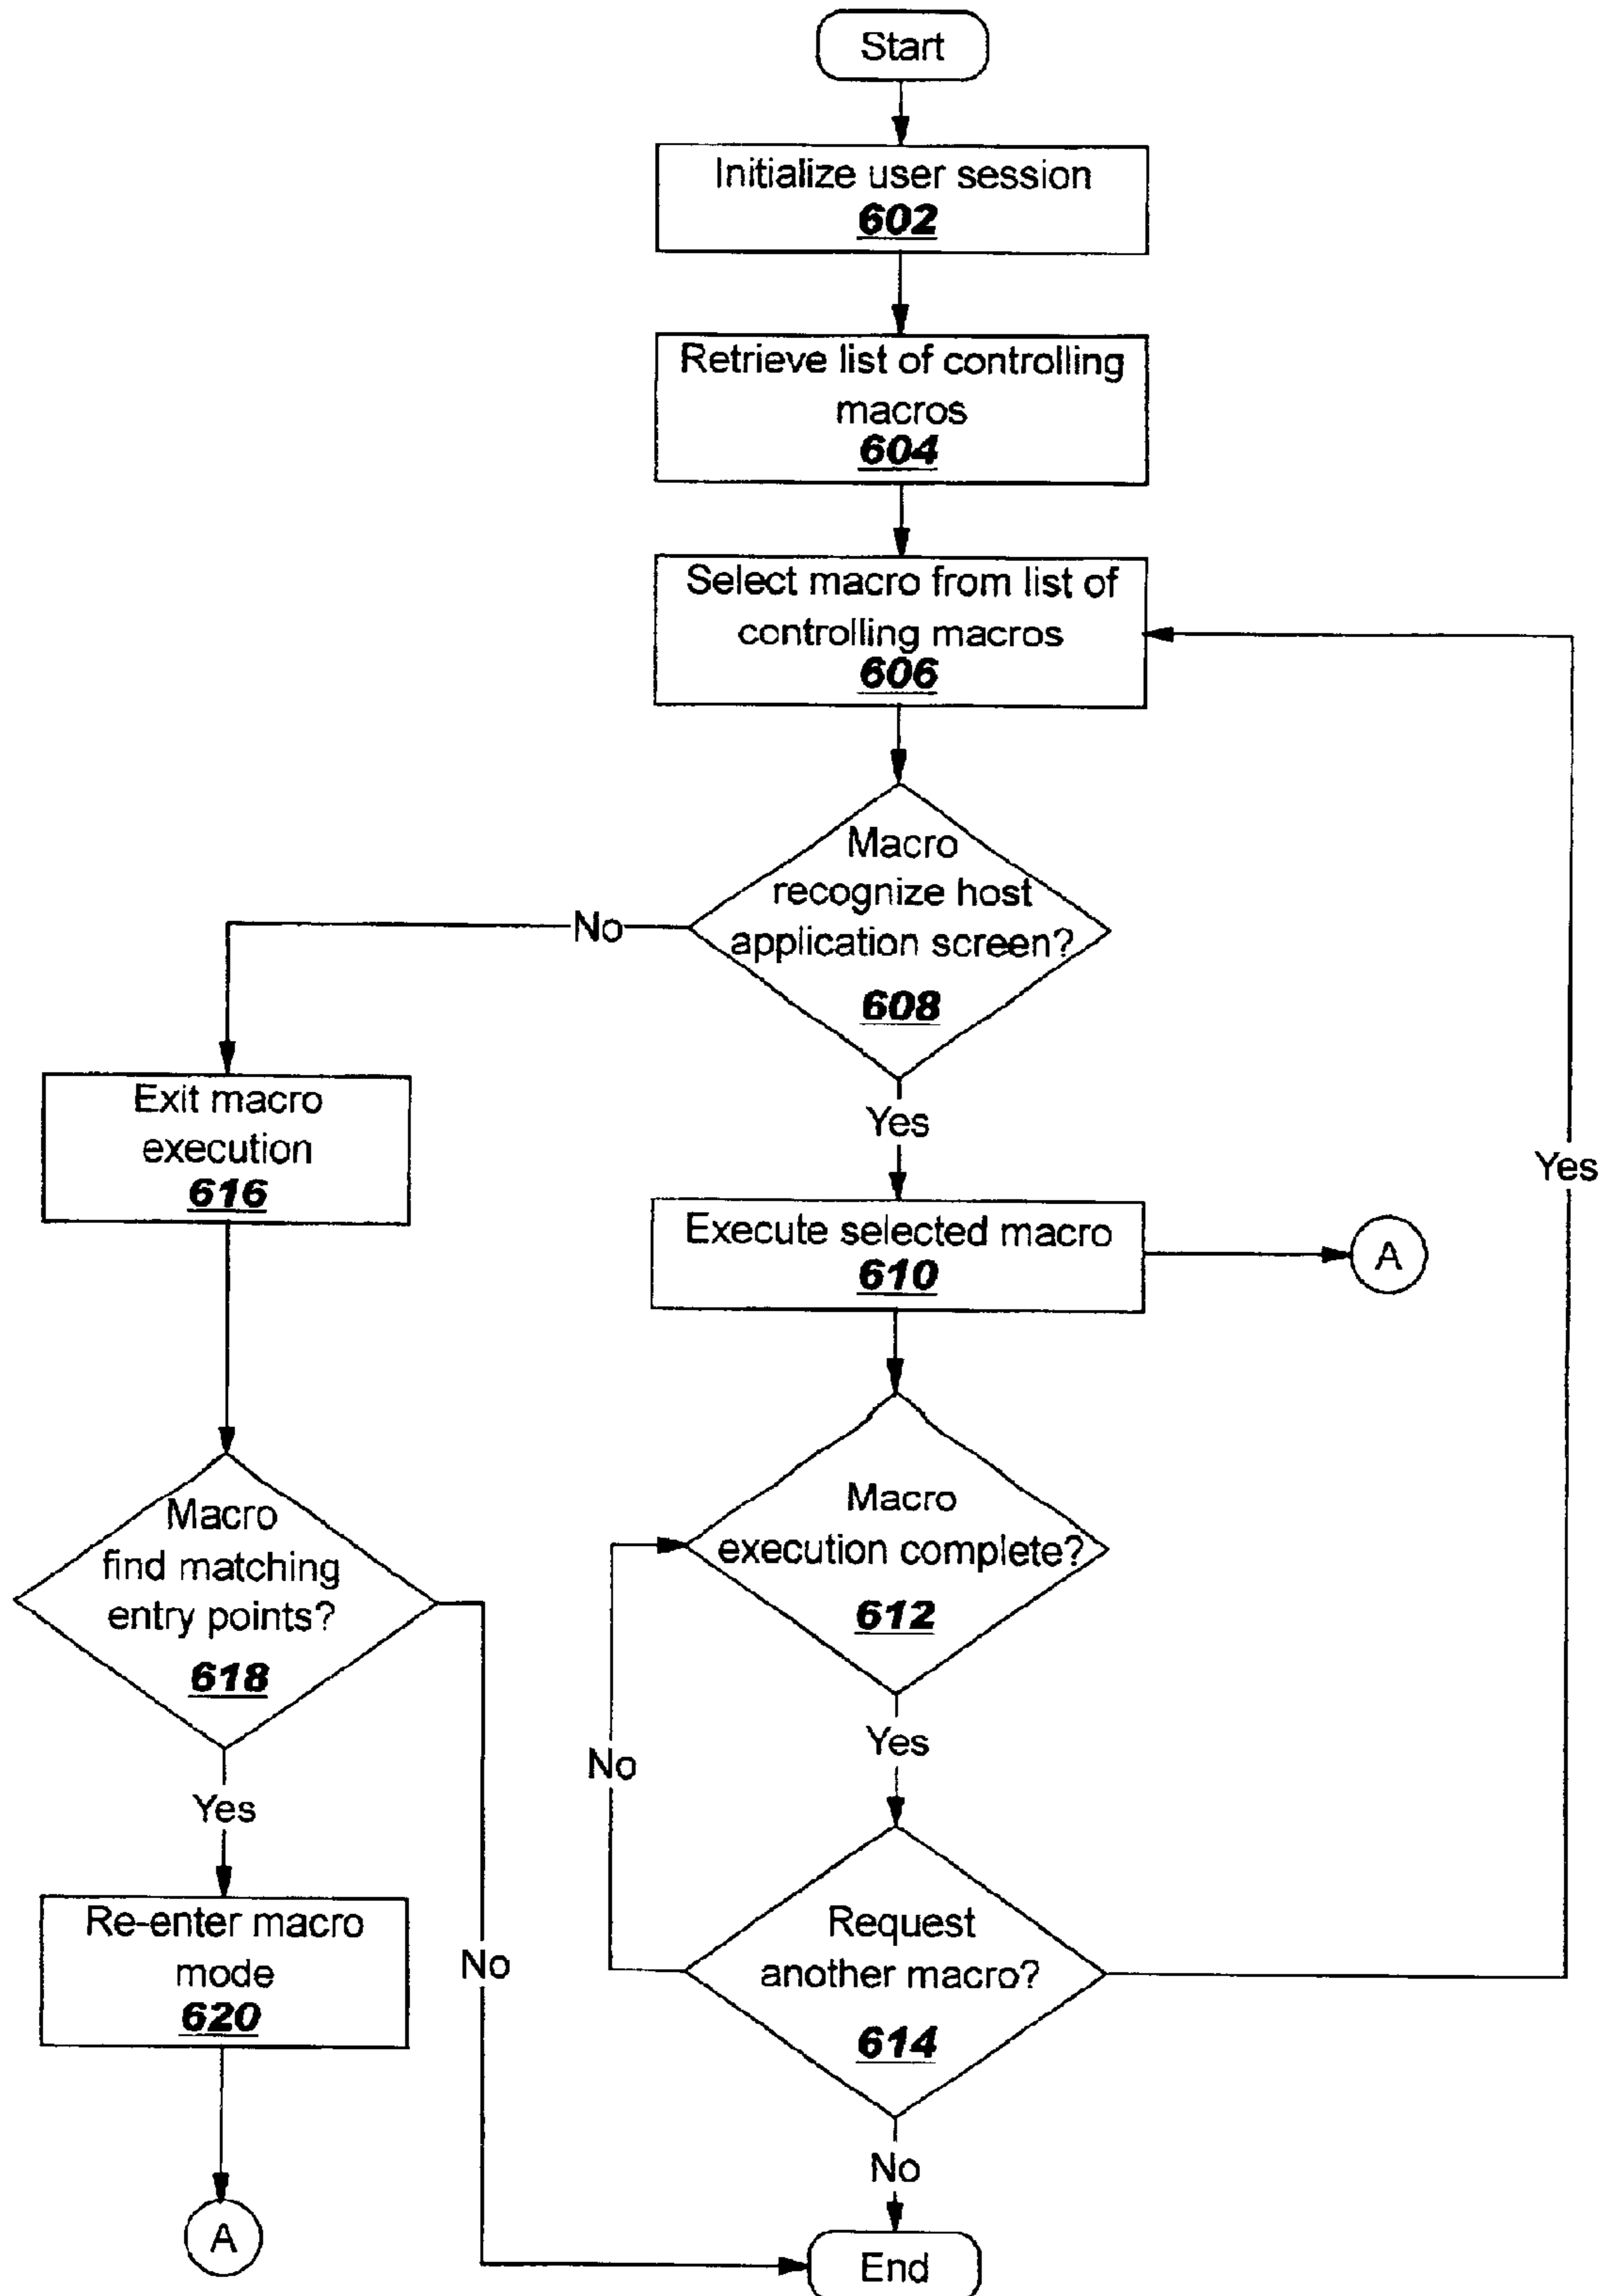 Start
Initialize user session
602
Retrieve list of controlling
macros
604
Select macro from list of
controlling macros
606
Macro
recognize host
application screen?
608
No
Yes
Exit macro
execution
616
Execute selected macro
610
A
Yes
Macro
execution complete?
612
Macro
find matching
entry points?
618
Yes
No
Yes
Re-enter macro
mode
620
No
Request
another macro?
614
No
A
End